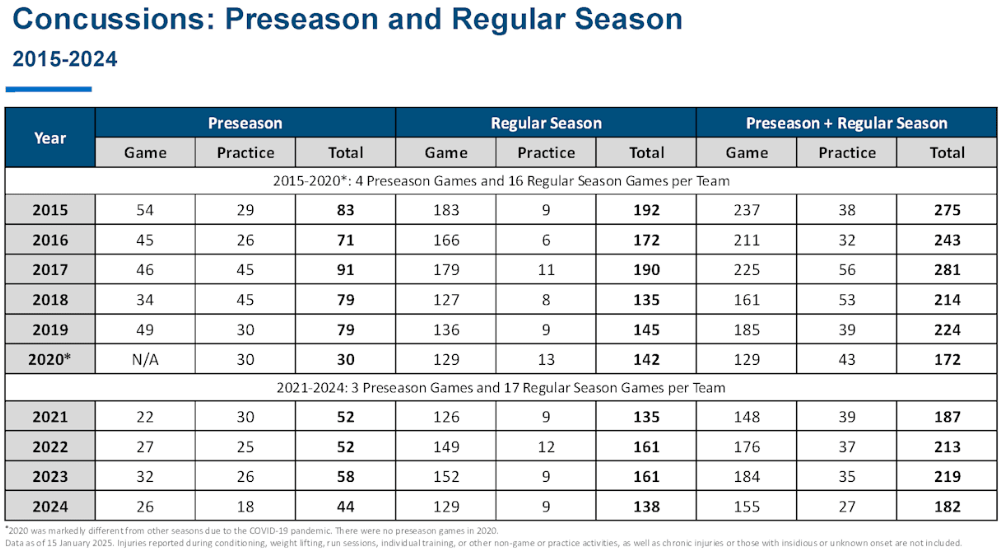 Concussions: Preseason and Regular Season
2015-2024
Year Preseason Regular Season Preseason + Regular Season
Game Practice Total Game Practice Total Game Practice Total
2015-2020*: 4 Preseason Games and 16 Regular Season Games per Team
2015 54 29 83 183 9 192 237 38 275
2016 45 26 71 166 6 172 211 32 243
2017 46 45 91 179 11 190 225 56 281
2018 34 45 79 127 8 135 161 53 214
2019 49 30 79 136 9 145 185 39 224
2020* N/A 30 30 129 13 142 129 43 172
2021-2024: 3 Preseason Games and 17 Regular Season Games per Team
2021 22 30 52 126 9 135 148 39 187
2022 27 25 52 149 12 161 176 37 213
2023 32 26 58 152 9 161 184 35 219
2024 26 18 44 129 9 138 155 27 182
*2020 was markedly different from other seasons due to the COVID-19 pandemic. There were no preseason games in 2020.
Data as of 15 January 2025. Injuries reported during conditioning, weight lifting, run sessions, individual training, or other non-game or practice activities, as well as chronic injuries or those with insidious or unknown onset are not included.